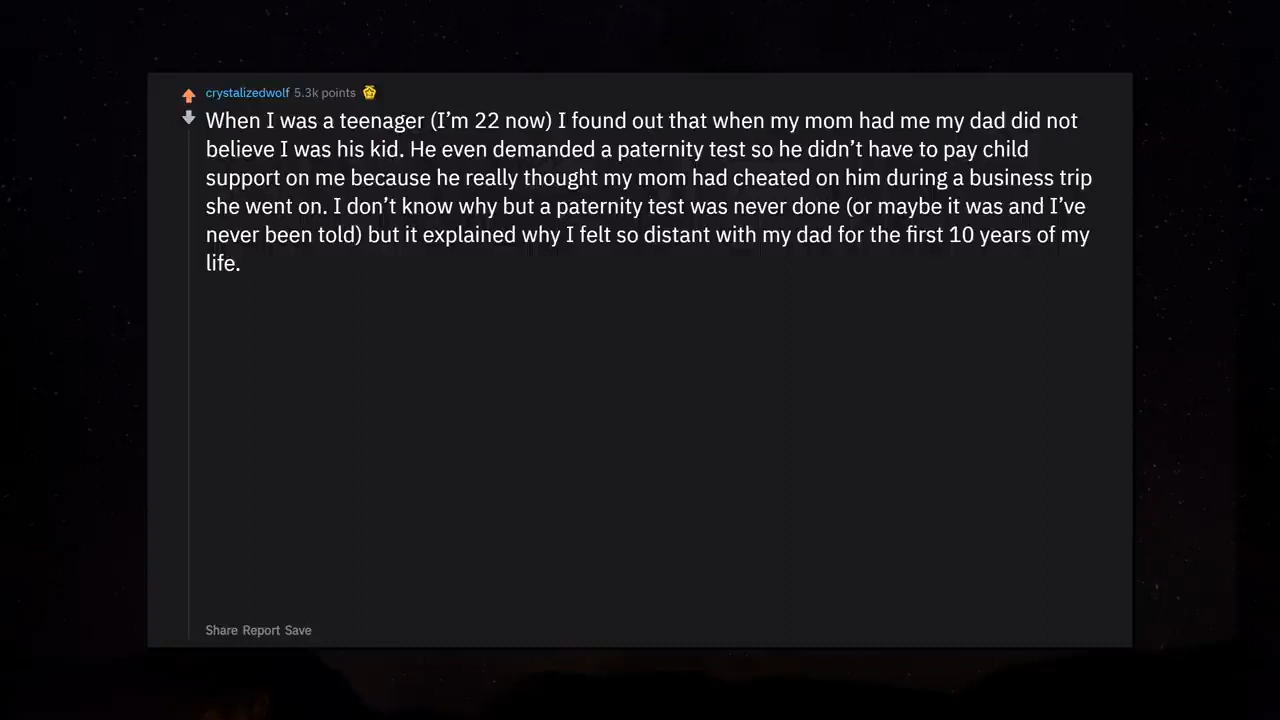 crystalizedwolf 5.3k points
When I was a teenager (I’m 22 now) I found out that when my mom had me my dad did not
believe I was his kid. He even demanded a paternity test so he didn’t have to pay child
support on me because he really thought my mom had cheated on him during a business trip
she went on. I don’t know why but a paternity test was never done (or maybe it was and I’ve
never been told) but it explained why I felt so distant with my dad for the first 10 years of my
life.
Share Report Save